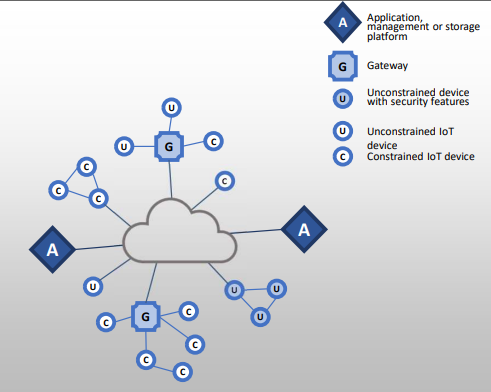 A
Application,
management or storage
platform
G
Gateway
U
Unconstrained device
with security features
U
Unconstrained IoT
device
C
Constrained IoT device
U
U
G
C
C
C
C
C
A
A
U
U
U
U
G
C
C
C
C
C